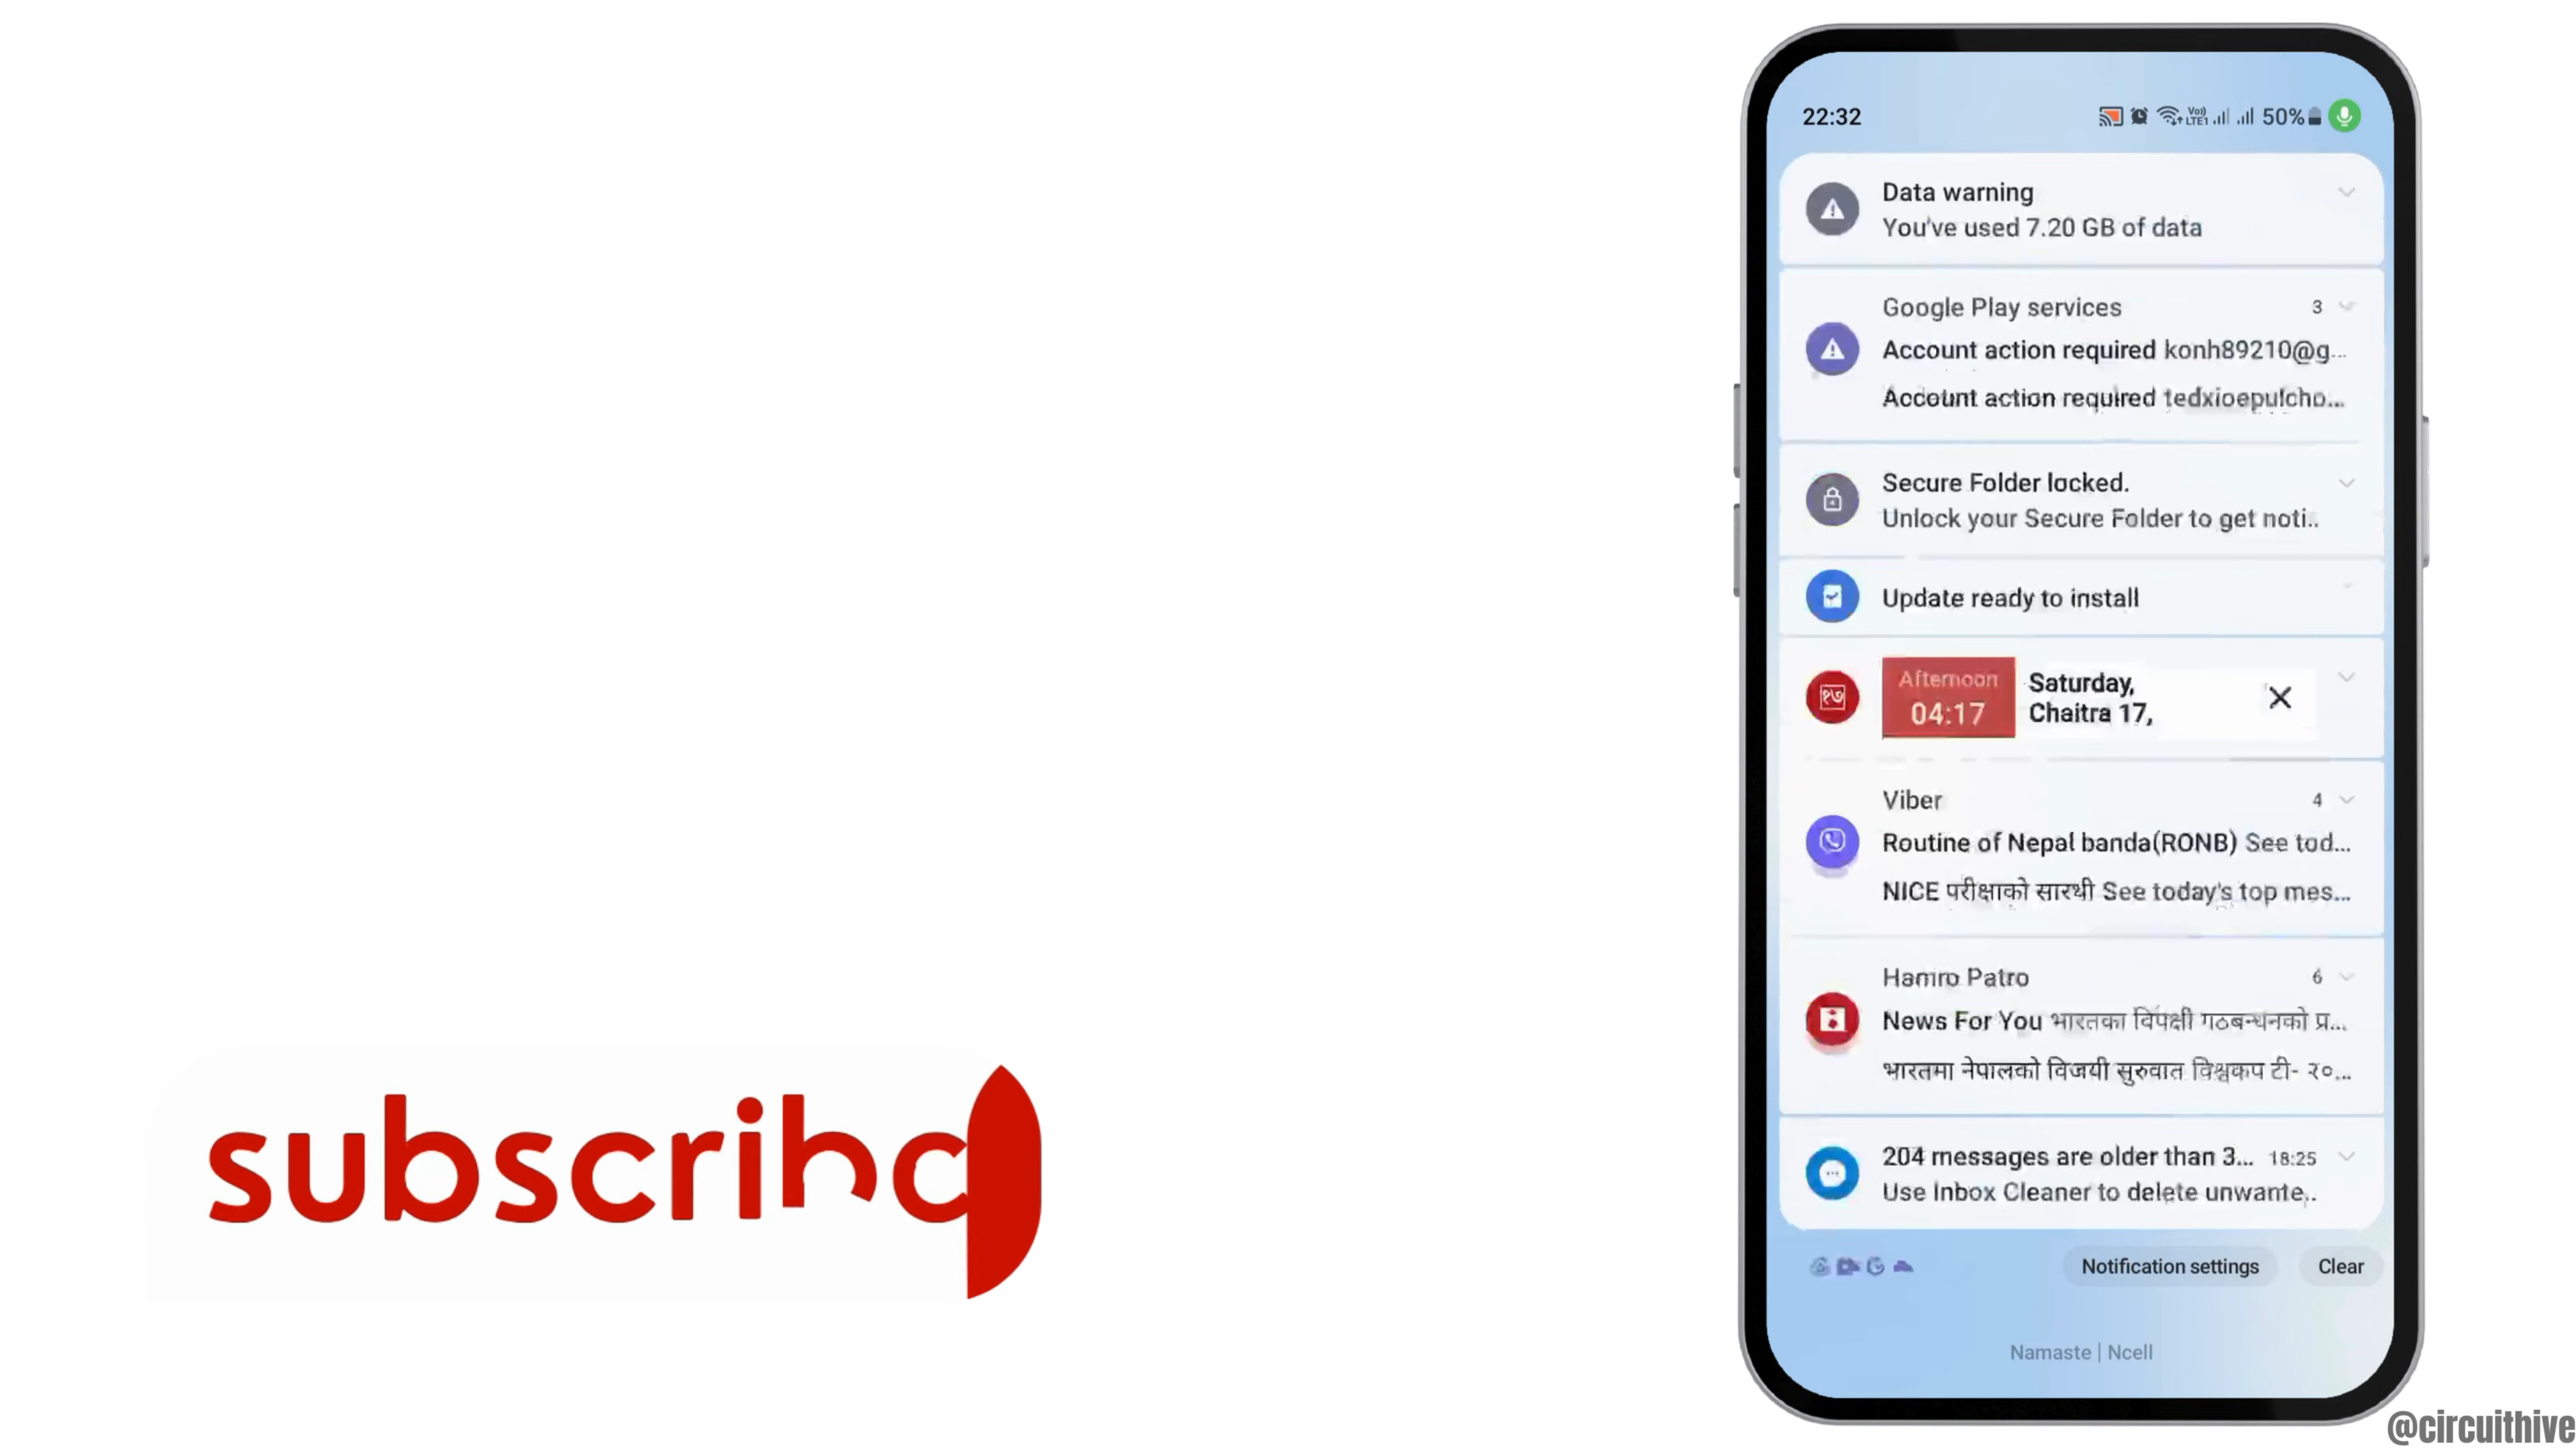 22:32
50%
Data warning
You've used 7.20 GB of data
Google Play services 3
Account action required konh89210@g...
Account action required tedxioepulcho...
Secure Folder locked.
Unlock your Secure Folder to get noti..
Update ready to install
Afternoon
04:17
Saturday,
Chaitra 17,
Viber 4
Routine of Nepal banda(RONB) See tod...
NICE परीक्षाको सारथी See today's top mes...
Hamro Patro 6
News For You भारतका विपक्षी गठबन्धनको प्र...
भारतमा नेपालको विजयी सुरुवात विश्वकप टी- २०...
204 messages are older than 3... 18:25
Use Inbox Cleaner to delete unwante..
Notification settings Clear
Namaste | Ncell
subscribe
@circuithive